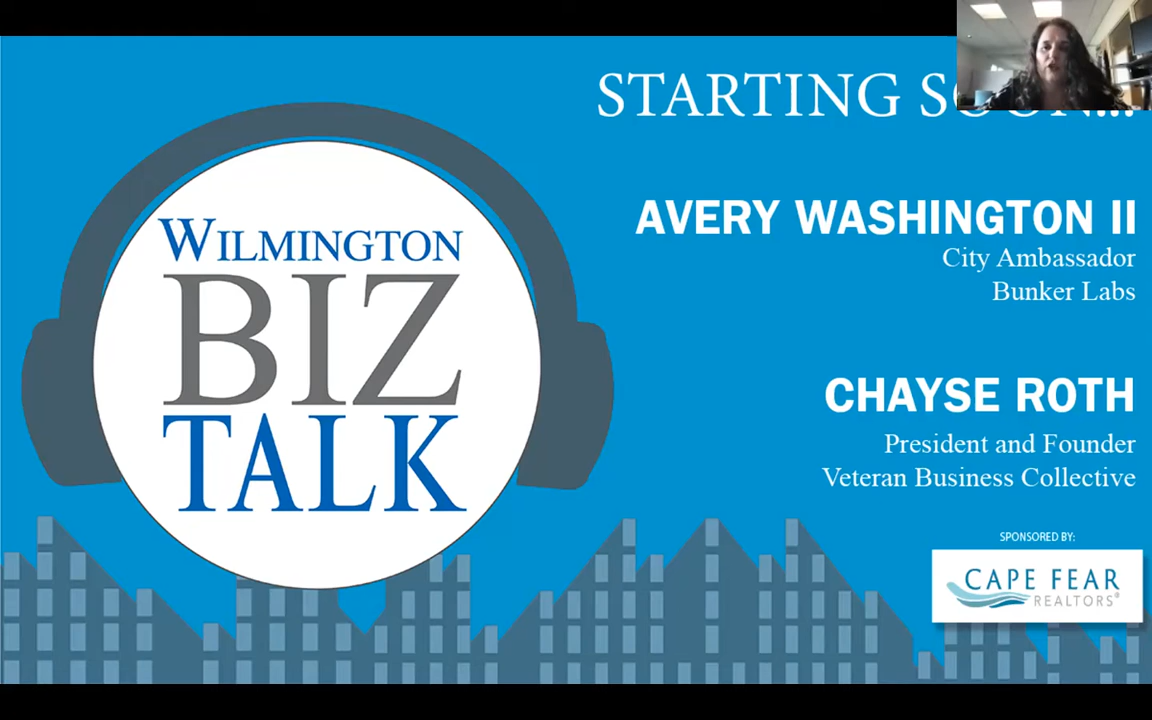 STARTING SOON...
AVERY WASHINGTON II
City Ambassador
Bunker Labs
WILMINGTON
BIZ
TALK
CHAYSE ROTH
President and Founder
Veteran Business Collective
SPONSORED BY:
CAPE FEAR
REALTORS®